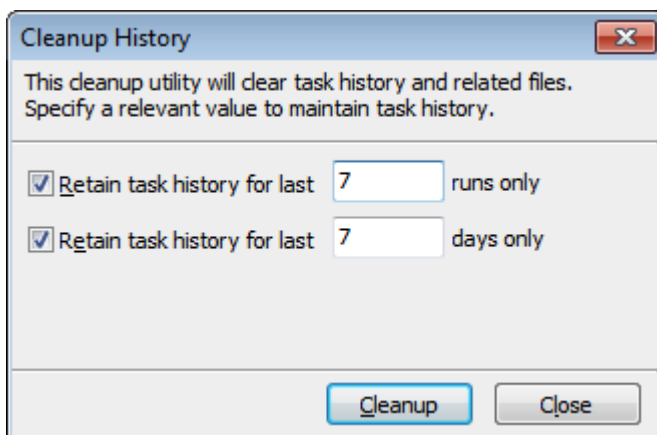 Cleanup History
This cleanup utility will clear task history and related files.
Specify a relevant value to maintain task history.
Retain task history for last 7 runs only
Retain task history for last 7 days only
Cleanup Close